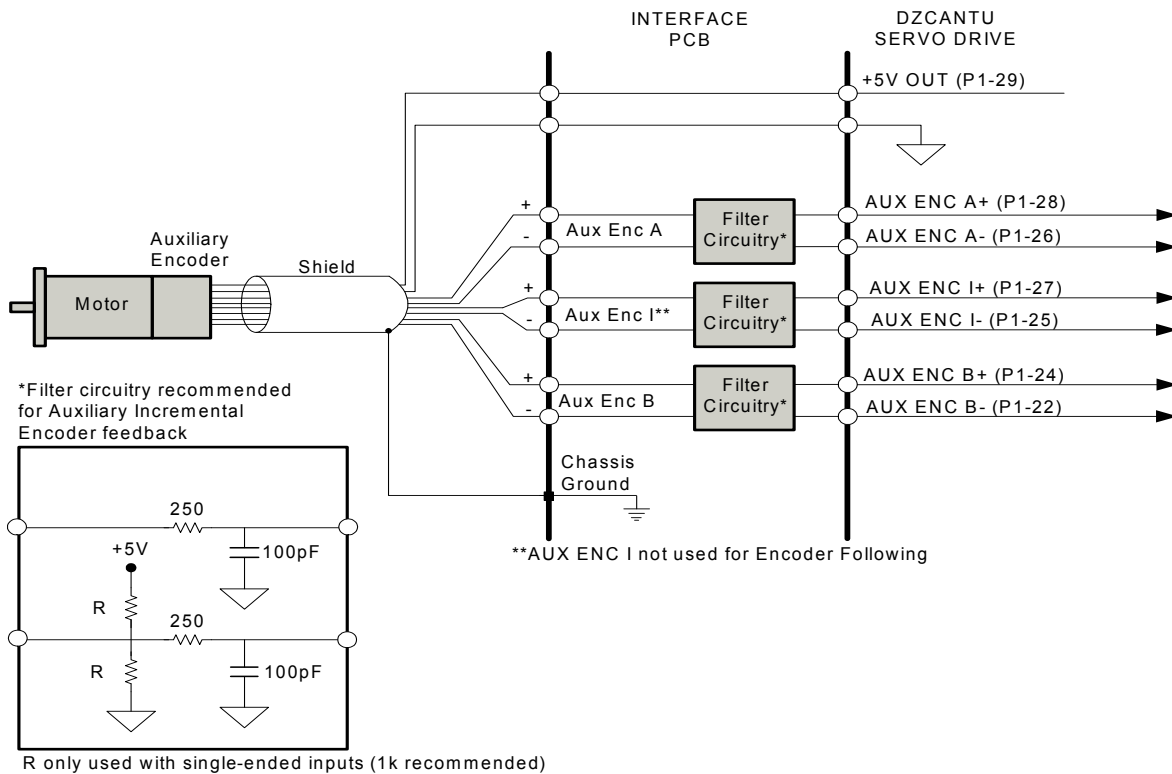 INTERFACE
PCB
DZCANTU
SERVO DRIVE
+5V OUT (P1-29)
Auxiliary
Encoder
Shield
Motor
+
Aux Enc A
-
Filter
Circuitry*
AUX ENC A+ (P1-28)
AUX ENC A- (P1-26)
+
Aux Enc I**
-
Filter
Circuitry*
AUX ENC I+ (P1-27)
AUX ENC I- (P1-25)
+
Aux Enc B
-
Filter
Circuitry*
AUX ENC B+ (P1-24)
AUX ENC B- (P1-22)
Chassis
Ground
**AUX ENC I not used for Encoder Following
*Filter circuitry recommended
for Auxiliary Incremental
Encoder feedback
250
100pF
+5V
R
250
R
100pF
R only used with single-ended inputs (1k recommended)